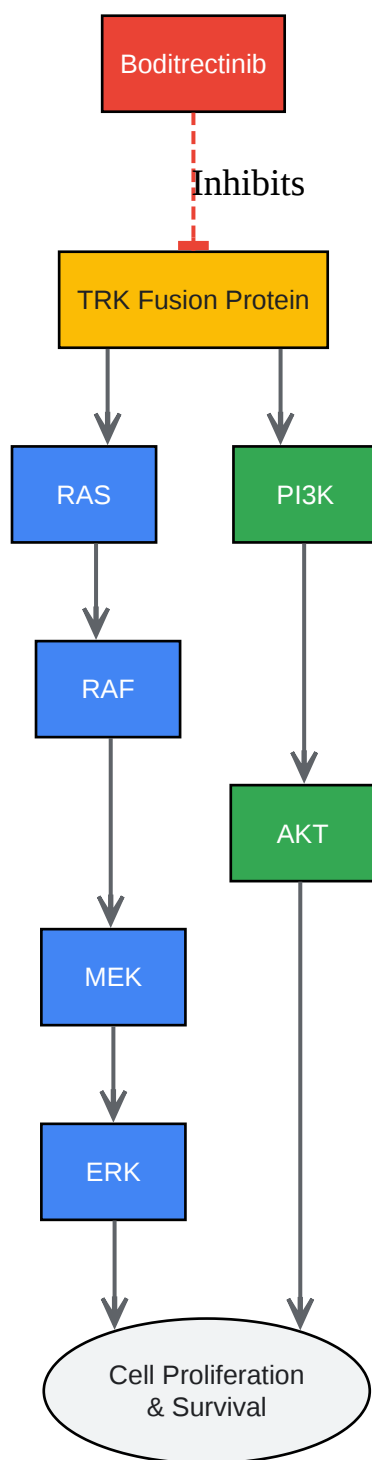 Boditrectinib
Inhibits
TRK Fusion Protein
RAS
PI3K
RAF
AKT
MEK
ERK
Cell Proliferation
& Survival